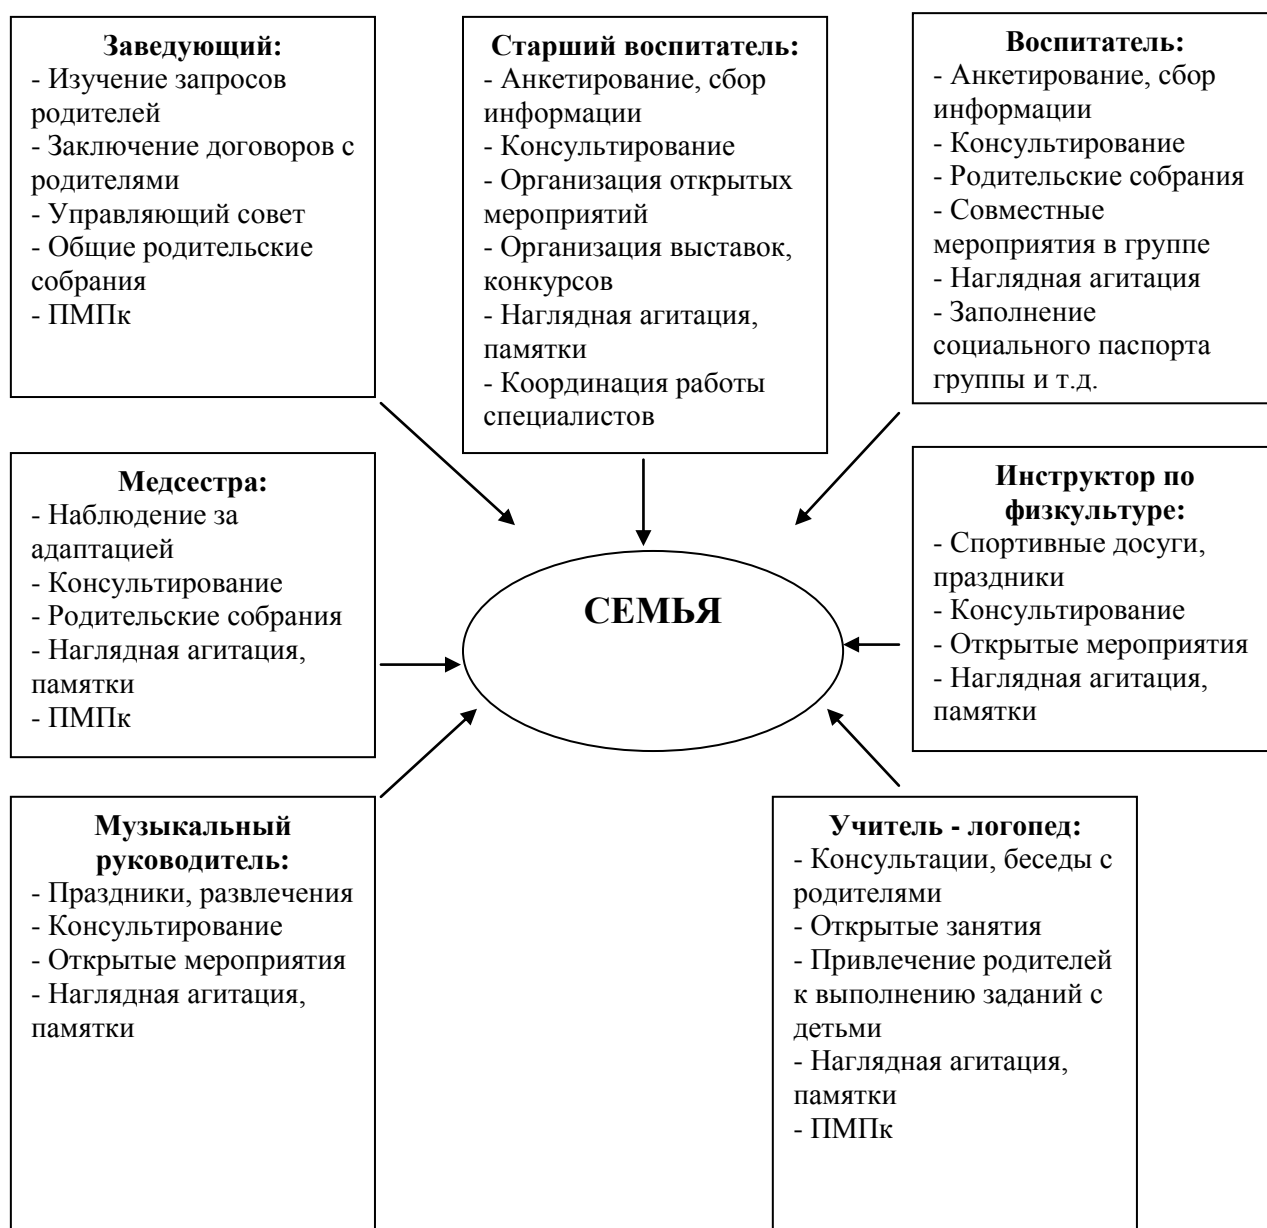 Заведующий:
- Изучение запросов
родителей
- Заключение договоров с
родителями
- Управляющий совет
- Общие родительские
собрания
- ПМПк
Старший воспитатель:
- Анкетирование, сбор
информации
- Консультирование
- Организация открытых
мероприятий
- Организация выставок,
конкурсов
- Наглядная агитация,
памятки
- Координация работы
специалистов
Воспитатель:
- Анкетирование, сбор
информации
- Консультирование
- Родительские собрания
- Совместные
мероприятия в группе
- Наглядная агитация
- Заполнение
социального паспорта
группы и т.д.
Медсестра:
- Наблюдение за
адаптацией
- Консультирование
- Родительские собрания
- Наглядная агитация,
памятки
- ПМПк
СЕМЬЯ
Инструктор по
физкультуре:
- Спортивные досуги,
праздники
- Консультирование
- Открытые мероприятия
- Наглядная агитация,
памятки
Музыкальный
руководитель:
- Праздники, развлечения
- Консультирование
- Открытые мероприятия
- Наглядная агитация,
памятки
Учитель - логопед:
- Консультации, беседы с
родителями
- Открытые занятия
- Привлечение родителей
к выполнению заданий с
детьми
- Наглядная агитация,
памятки
- ПМПк